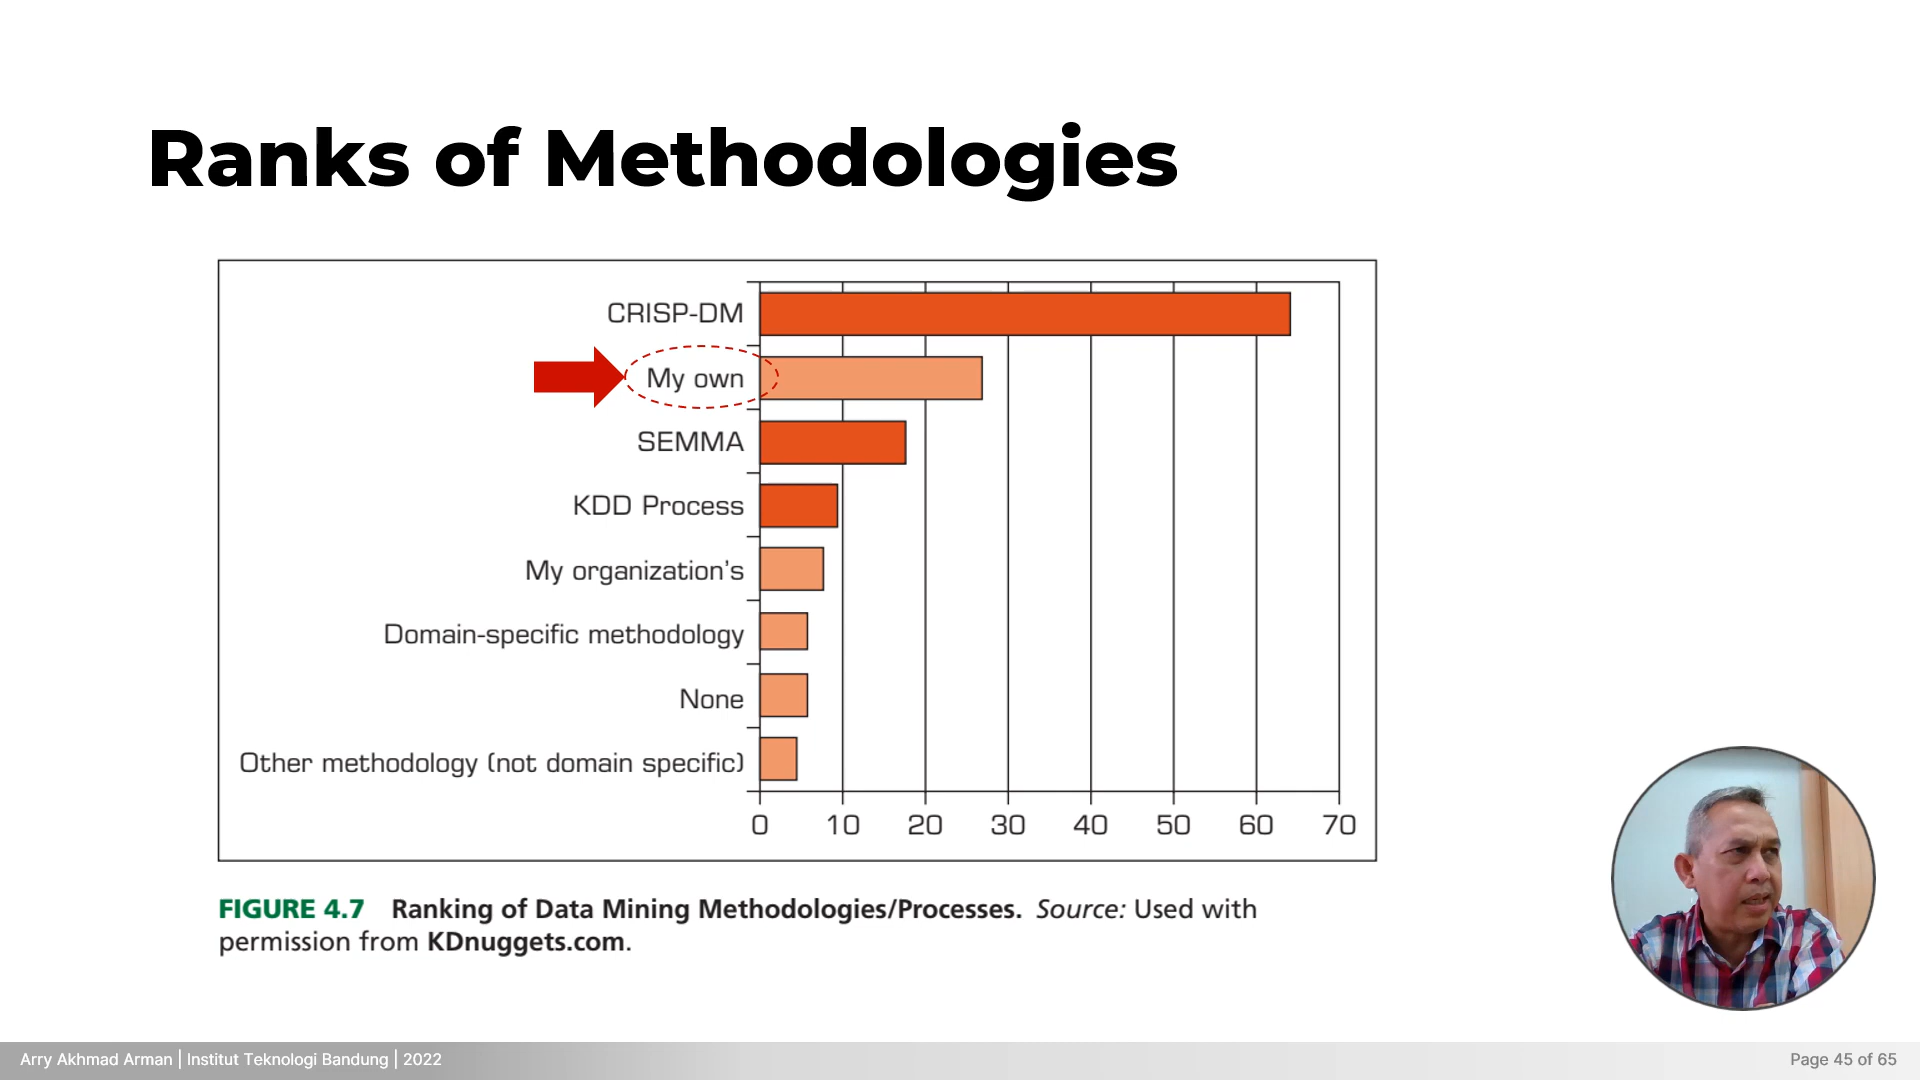 Ranks of Methodologies
CRISP-DM
My own
SEMMA
KDD Process
My organization's
Domain-specific methodology
None
Other methodology (not domain specific)
0 10 20 30 40 50 60 70
FIGURE 4.7 Ranking of Data Mining Methodologies/Processes. Source: Used with
permission from KDnuggets.com.
Arry Akhmad Arman | Institut Teknologi Bandung | 2022
Page 45 of 65